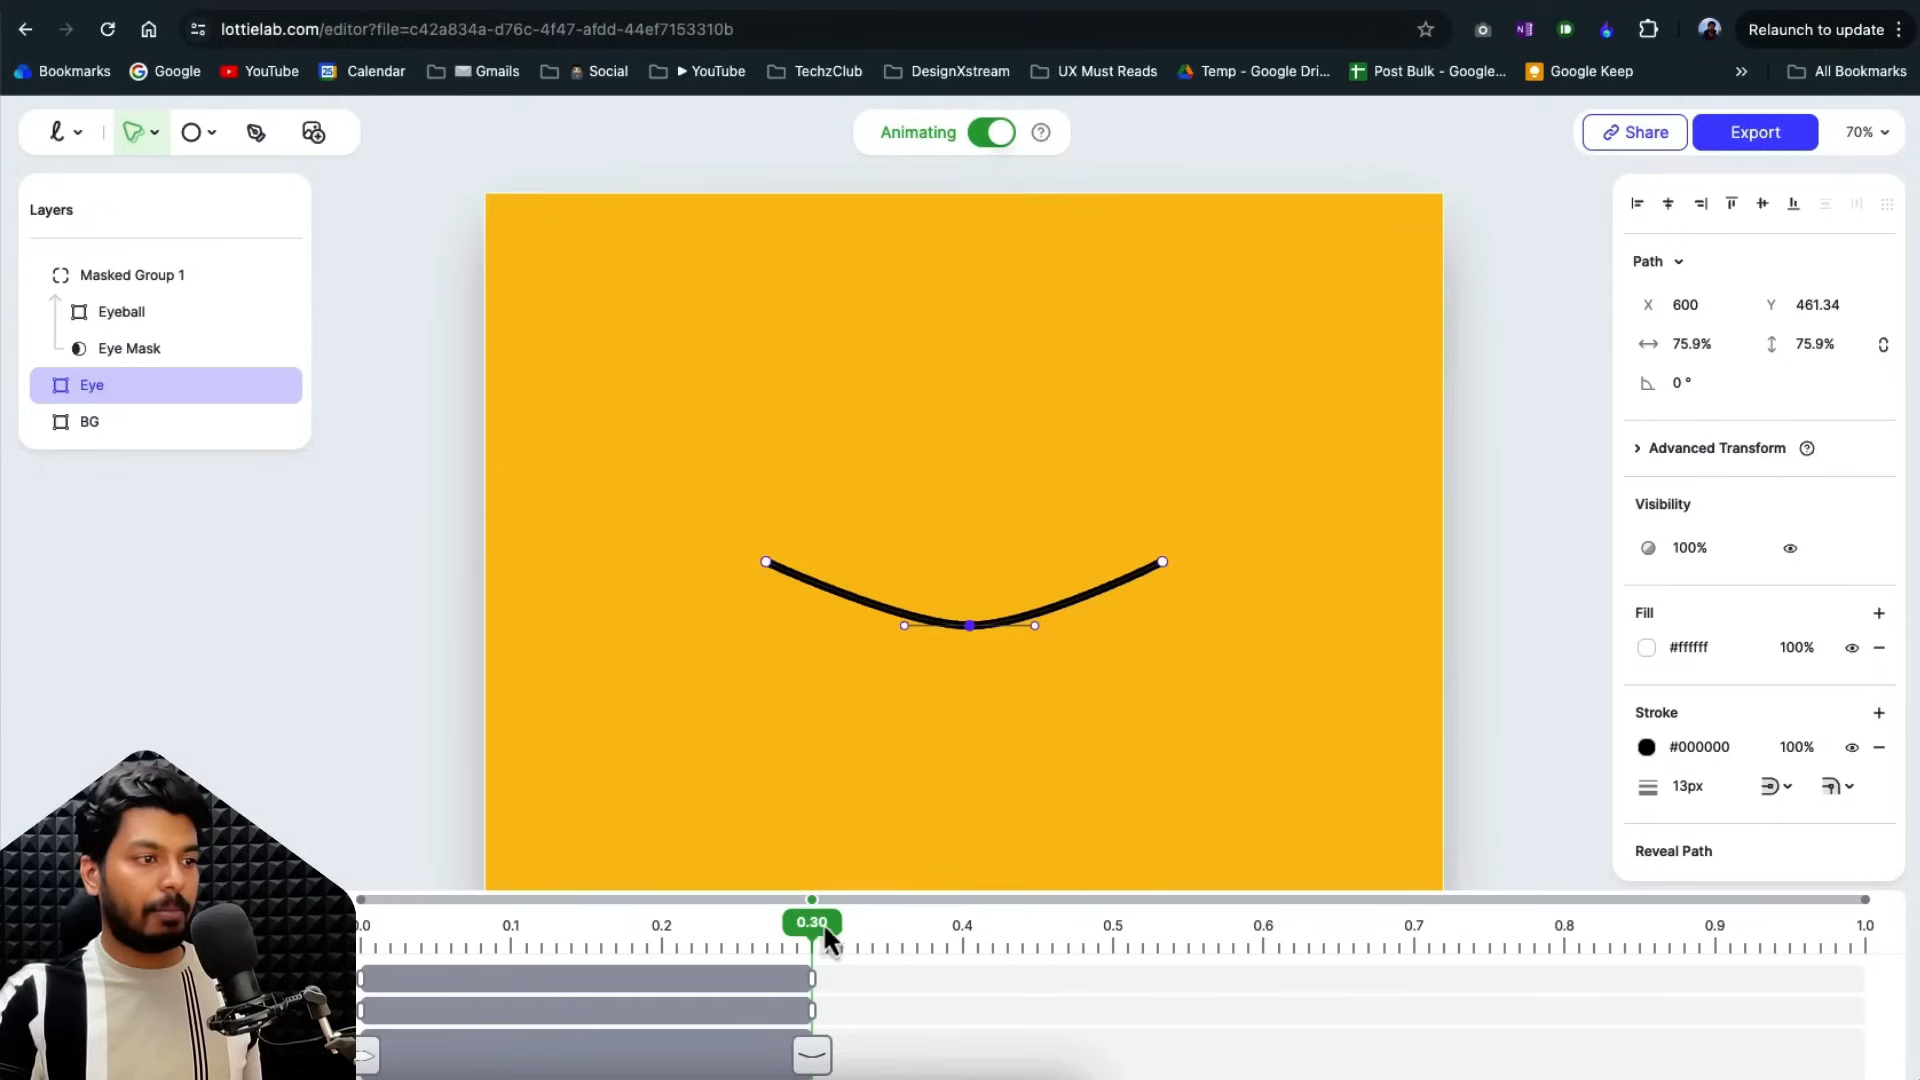 lottielab.com/editor?file=c42a834a-d76c-4f47-afdd-44ef7153310b
Relaunch to update
Bookmarks
Google
YouTube
Calendar
Gmails
Social
YouTube
TechzClub
DesignXstream
UX Must Reads
Temp - Google Dri...
Post Bulk - Google...
Google Keep
All Bookmarks
Animating
Share
Export
70%
Layers
Masked Group 1
Eyeball
Eye Mask
Eye
BG
Path
X 600 Y 461.34
75.9% 75.9%
0 °
Advanced Transform
Visibility
100%
Fill
#ffffff 100%
Stroke
#000000 100%
13px
Reveal Path
0.30
0.1 0.2 0.4 0.5 0.6 0.7 0.8 0.9 1.0